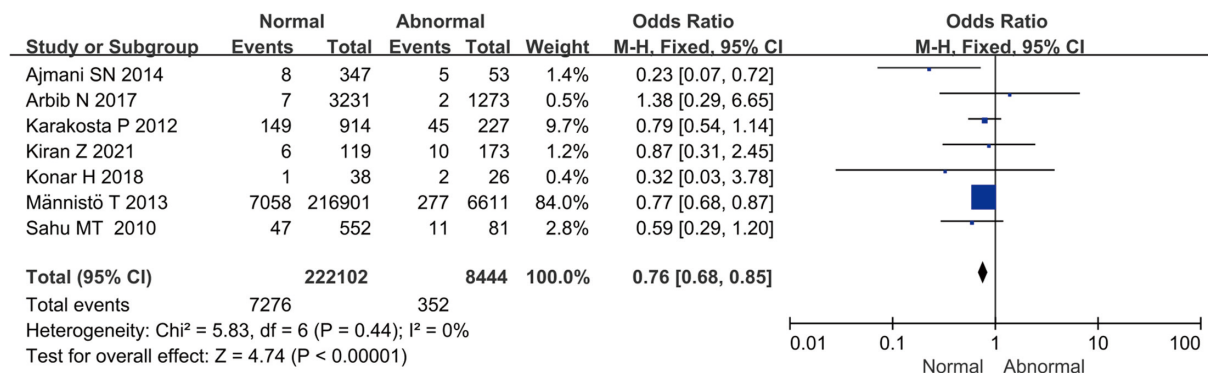 Normal Abnormal Odds Ratio Odds Ratio
Study or Subgroup Events Total Events Total Weight M-H, Fixed, 95% CI M-H, Fixed, 95% CI
Ajmani SN 2014 8 347 5 53 1.4% 0.23 [0.07, 0.72]
Arbib N 2017 7 3231 2 1273 0.5% 1.38 [0.29, 6.65]
Karakosta P 2012 149 914 45 227 9.7% 0.79 [0.54, 1.14]
Kiran Z 2021 6 119 10 173 1.2% 0.87 [0.31, 2.45]
Konar H 2018 1 38 2 26 0.4% 0.32 [0.03, 3.78]
Männistö T 2013 7058 216901 277 6611 84.0% 0.77 [0.68, 0.87]
Sahu MT 2010 47 552 11 81 2.8% 0.59 [0.29, 1.20]
Total (95% CI) 222102 8444 100.0% 0.76 [0.68, 0.85]
Total events 7276 352
Heterogeneity: Chi² = 5.83, df = 6 (P = 0.44); I² = 0%
Test for overall effect: Z = 4.74 (P < 0.00001)
0.01 0.1 1 10 100
Normal Abnormal